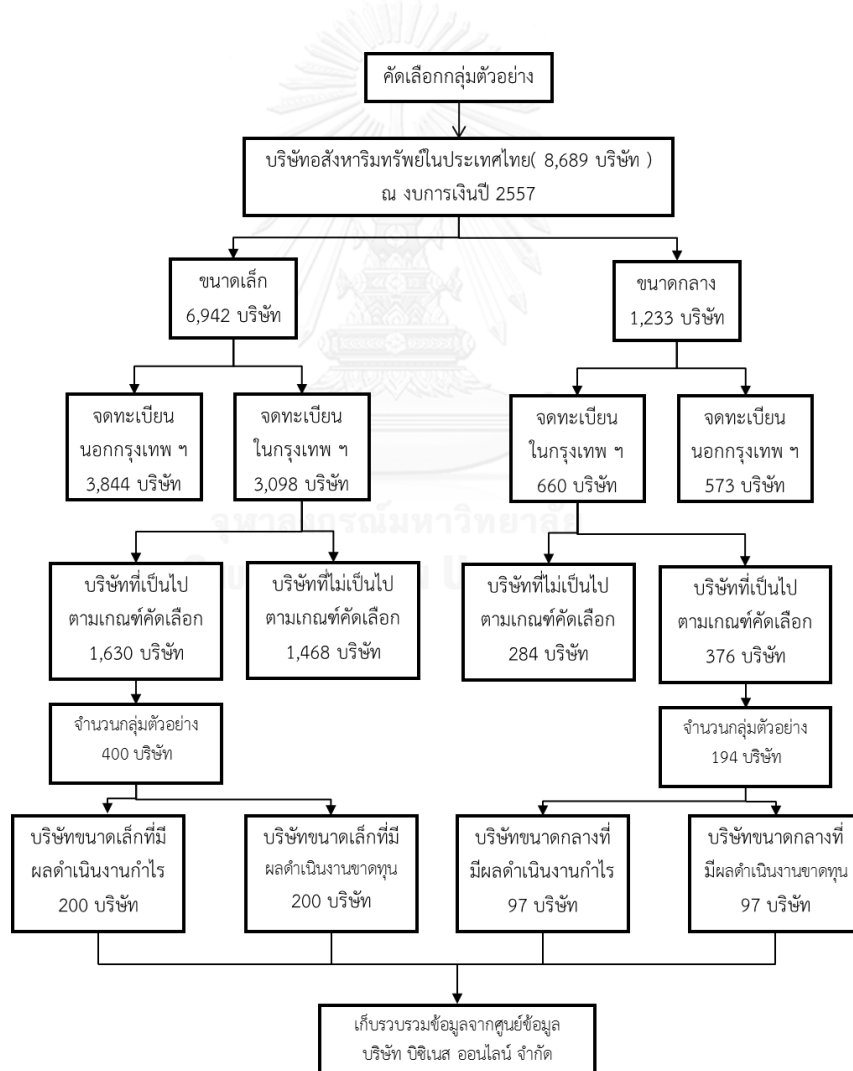 คัดเลือกกลุ่มตัวอย่าง
บริษัทอสังหาริมทรัพย์ในประเทศไทย( 8,689 บริษัท )
ณ งบการเงินปี 2557
ขนาดเล็ก
6,942 บริษัท
ขนาดกลาง
1,233 บริษัท
จดทะเบียน
นอกกรุงเทพ ฯ
3,844 บริษัท
จดทะเบียน
ในกรุงเทพ ฯ
3,098 บริษัท
จดทะเบียน
ในกรุงเทพ ฯ
660 บริษัท
จดทะเบียน
นอกกรุงเทพ ฯ
573 บริษัท
จุฬาลงกรณ์มหาวิทยาลัย
บริษัทที่เป็นไป
ตามเกณฑ์คัดเลือก
1,630 บริษัท
บริษัทที่ไม่เป็นไป
ตามเกณฑ์คัดเลือก
1,468 บริษัท
บริษัทที่ไม่เป็นไป
ตามเกณฑ์คัดเลือก
284 บริษัท
บริษัทที่เป็นไป
ตามเกณฑ์คัดเลือก
376 บริษัท
จำนวนกลุ่มตัวอย่าง
400 บริษัท
จำนวนกลุ่มตัวอย่าง
194 บริษัท
บริษัทขนาดเล็กที่มี
ผลดำเนินงานกำไร
200 บริษัท
บริษัทขนาดเล็กที่มี
ผลดำเนินงานขาดทุน
200 บริษัท
บริษัทขนาดกลางที่
มีผลดำเนินงานกำไร
97 บริษัท
บริษัทขนาดกลางที่
มีผลดำเนินงานขาดทุน
97 บริษัท
เก็บรวบรวมข้อมูลจากศูนย์ข้อมูล
บริษัท บิซิเนส ออนไลน์ จำกัด